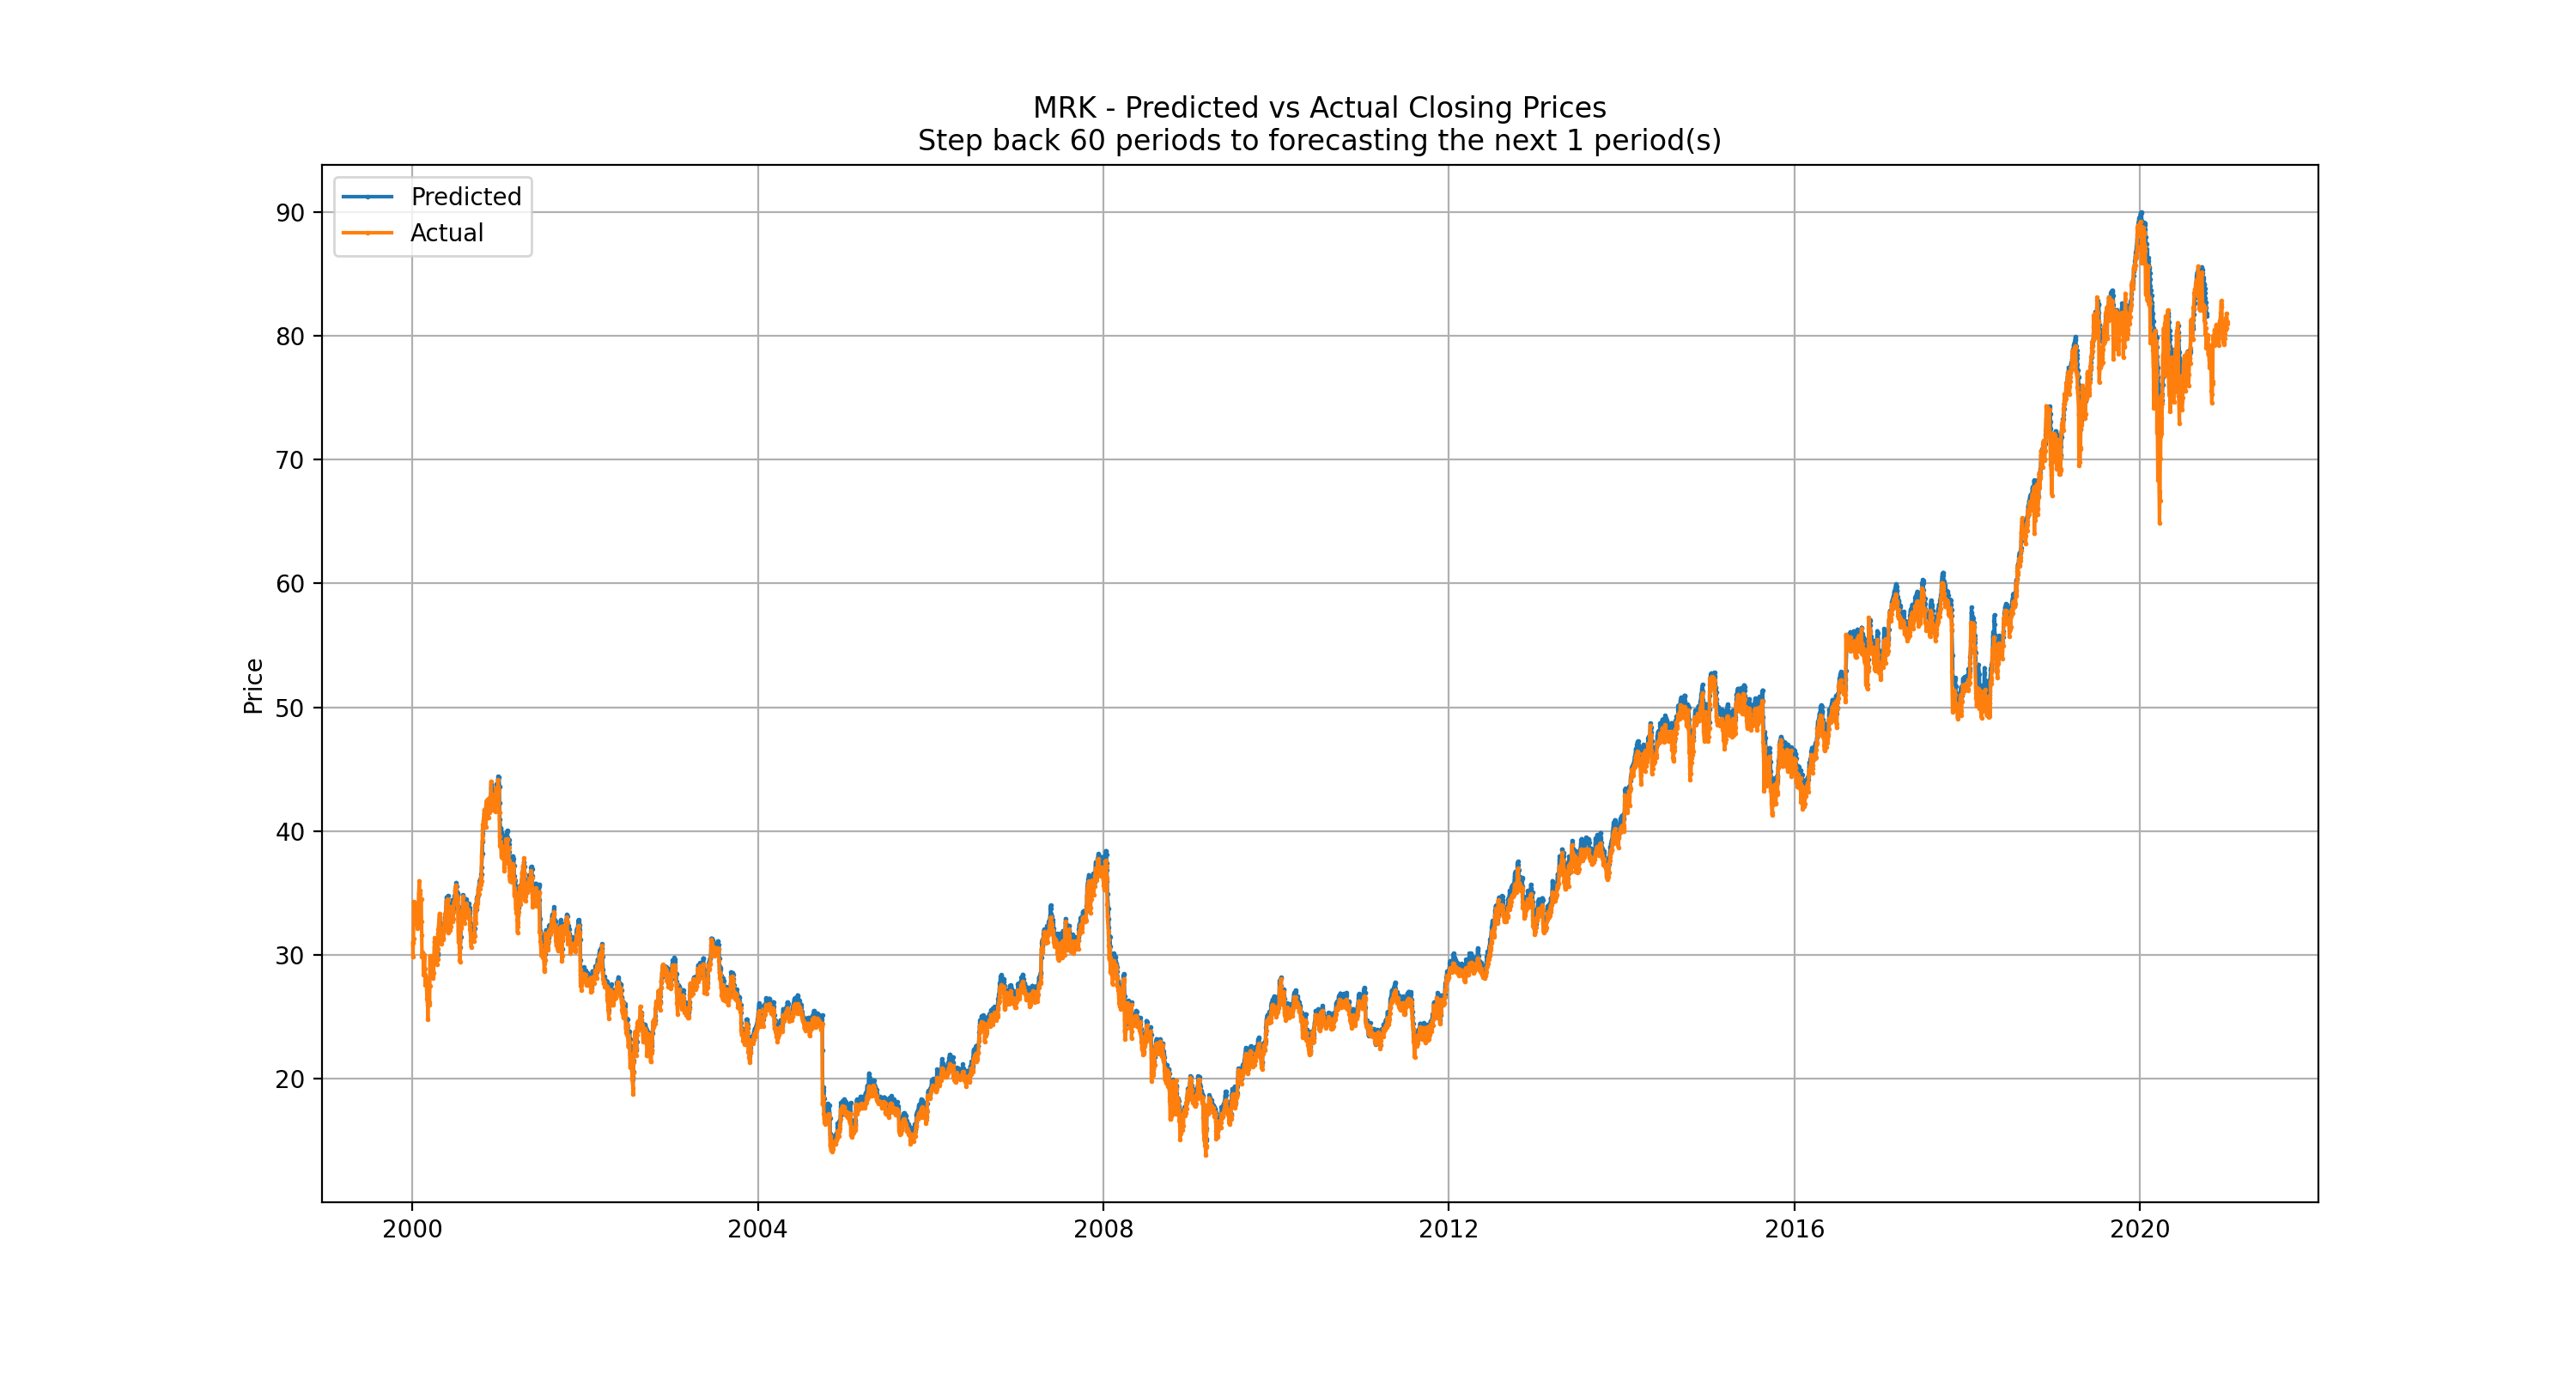 MRK - Predicted vs Actual Closing Prices
Step back 60 periods to forecasting the next 1 period(s)
Predicted
Actual
Price
90
80
70
60
50
40
30
20
2000
2004
2008
2012
2016
2020